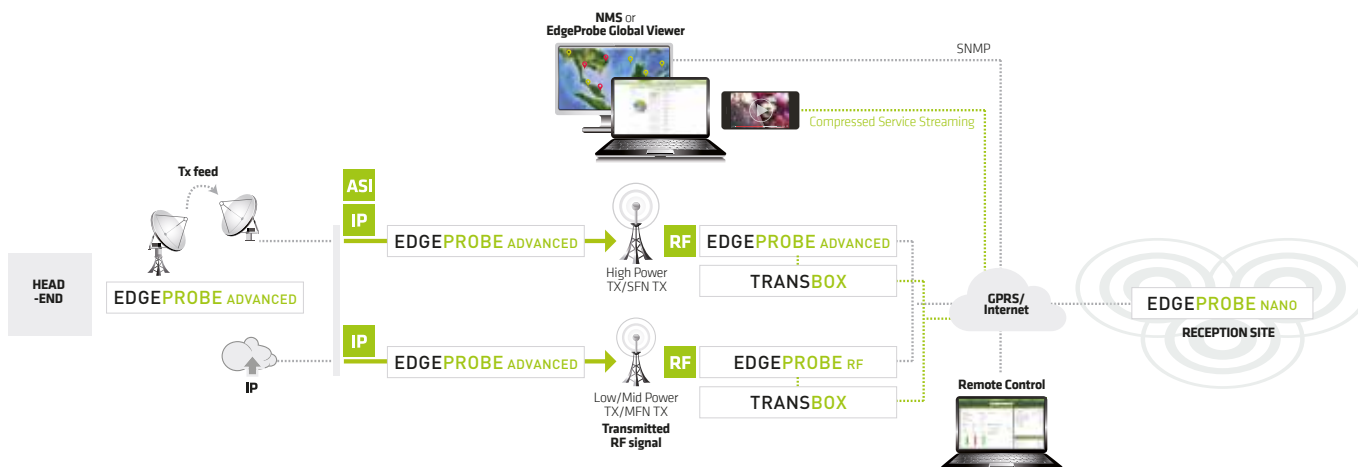 NMS or
EdgeProbe Global Viewer
SNMP
Compressed Service Streaming
Tx feed
ASI
IP
EDGEPROBE ADVANCED
RF
EDGEPROBE ADVANCED
High Power
TX/SFN TX
TRANSBOX
HEAD
-END
EDGEPROBE ADVANCED
GPRS/
Internet
EDGEPROBE NANO
RECEPTION SITE
IP
EDGEPROBE ADVANCED
RF
EDGEPROBE RF
IP
Low/Mid Power
TX/MFN TX
TRANSBOX
Transmitted
RF signal
Remote Control